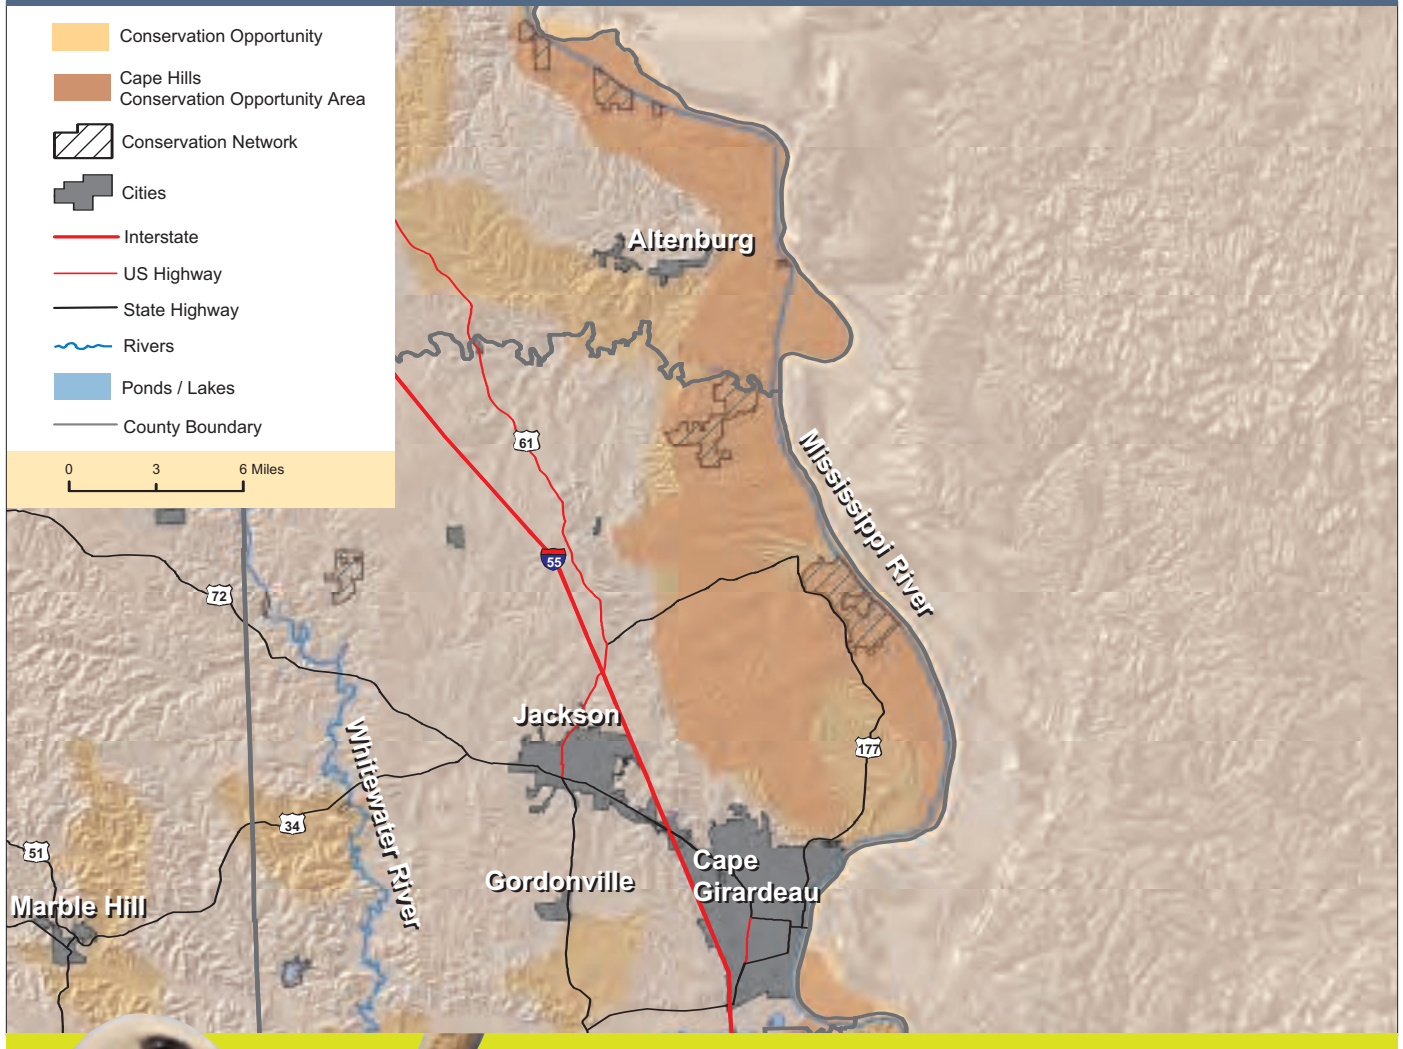 Conservation Opportunity
Cape Hills
Conservation Opportunity Area
Conservation Network
Cities
Interstate
US Highway
State Highway
Rivers
Ponds / Lakes
County Boundary
0 3 6 Miles
Altenburg
61
Mississippi River
55
72
Jackson
177
Whitewater River
34
51
Cape
Girardeau
Gordonville
Marble Hill